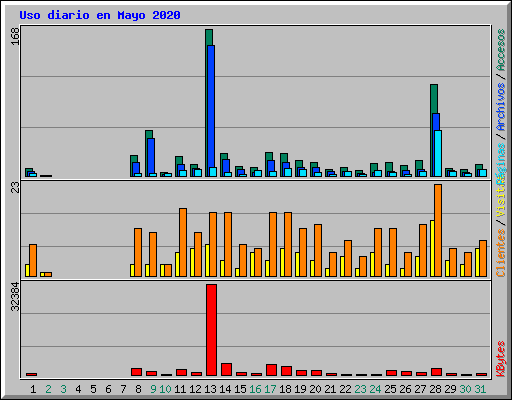 Uso diario en Mayo 2020
168
Páginas / Archivos / Accesos
23
Clientes / Visitas
32384
KBytes
1 2 3 4 5 6 7 8 9 10 11 12 13 14 15 16 17 18 19 20 21 22 23 24 25 26 27 28 29 30 31